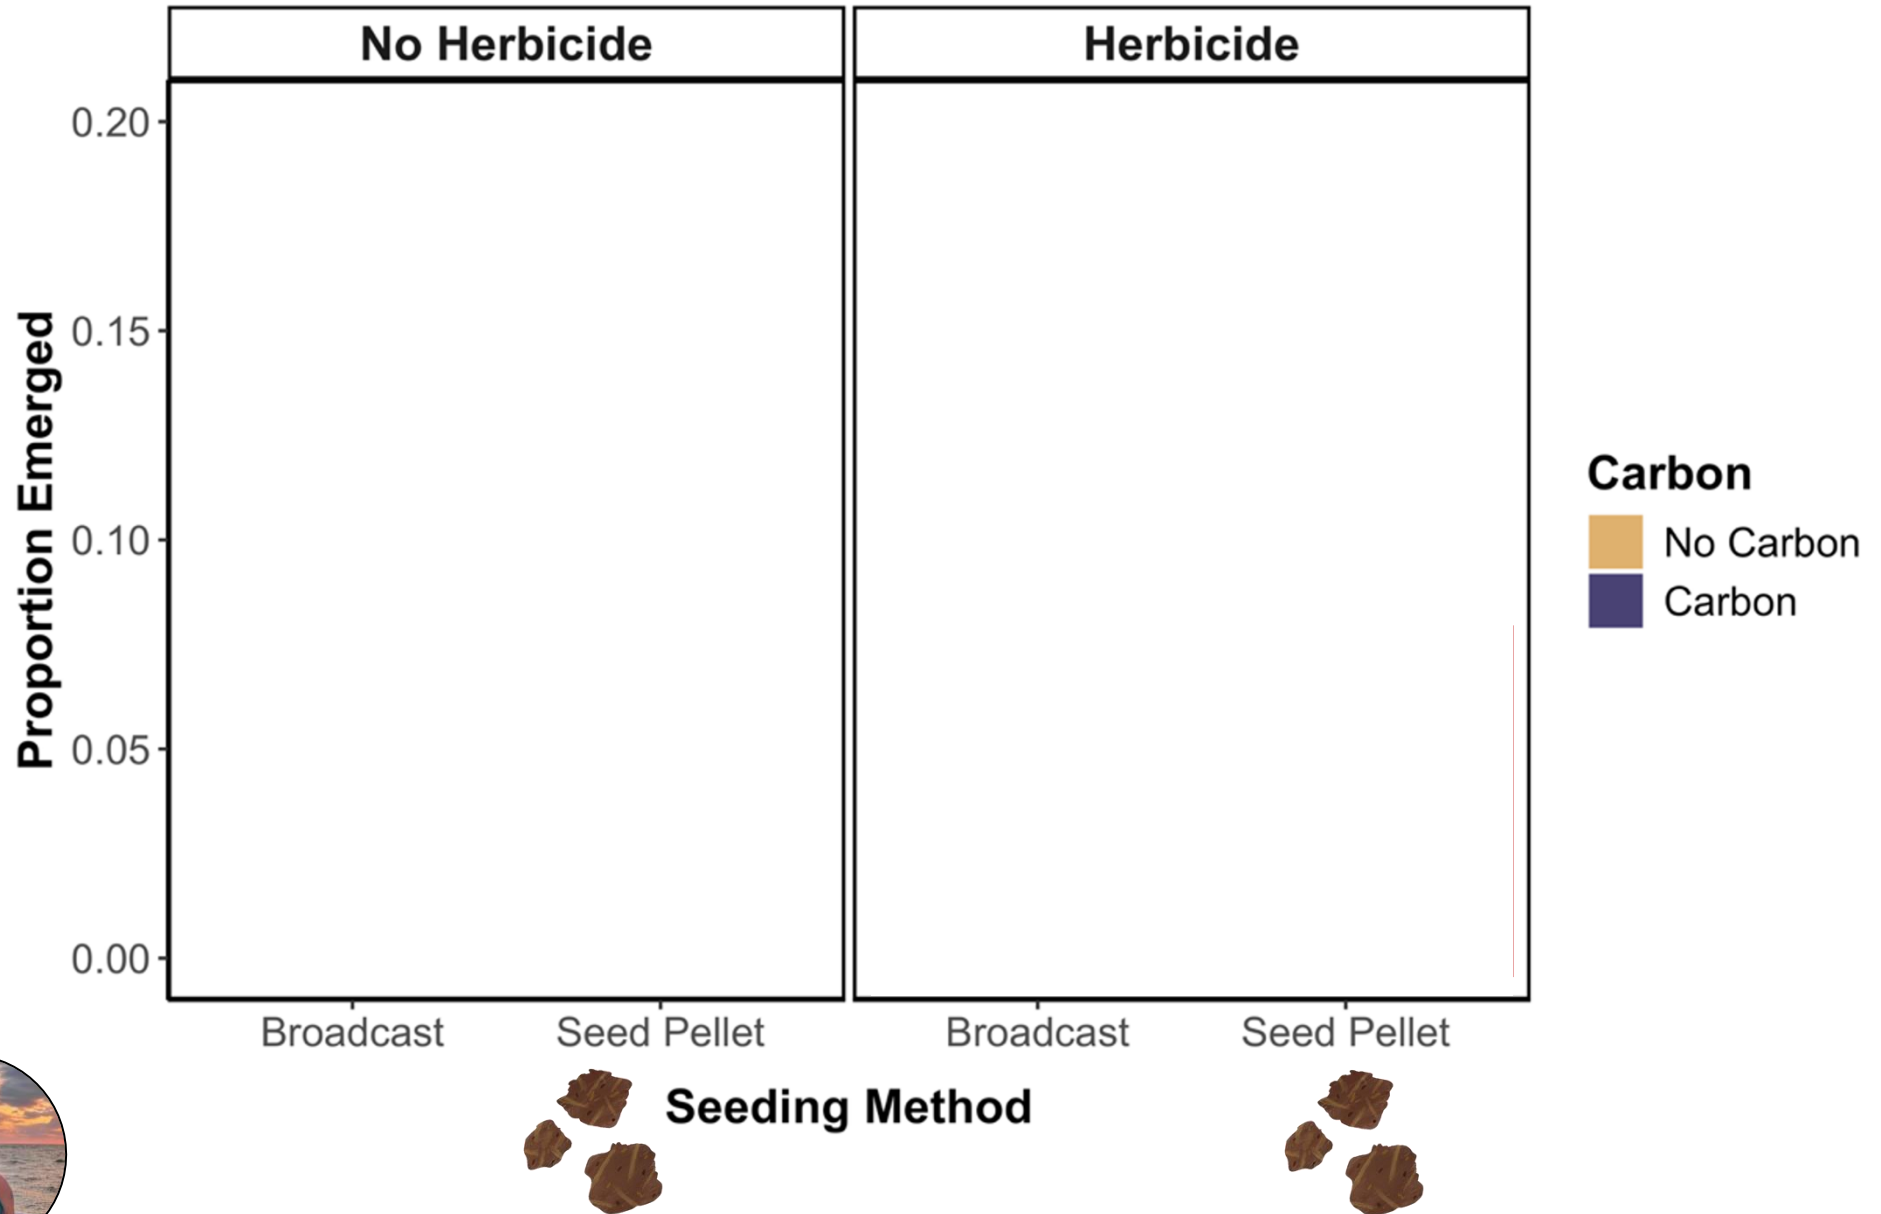 No Herbicide
Herbicide
Proportion Emerged
0.20
0.15
0.10
0.05
0.00
Broadcast
Seed Pellet
Broadcast
Seed Pellet
Seeding Method
Carbon
No Carbon
Carbon